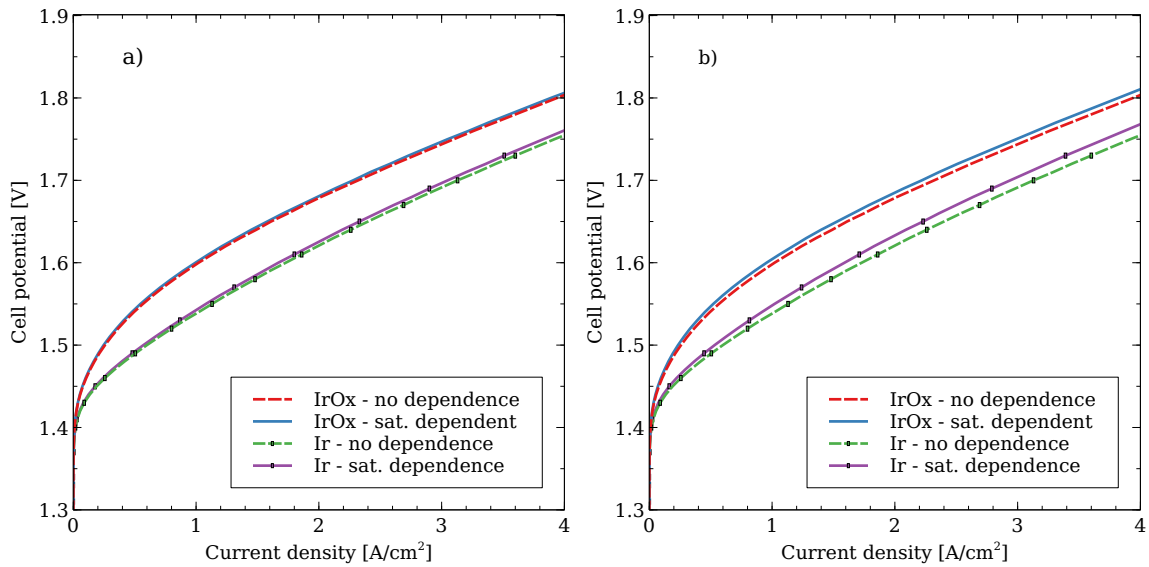 a)
1.9
1.8
1.7
1.6
1.5
1.4
1.3
Cell potential [V]
IrOx - no dependence
IrOx - sat. dependent
Ir - no dependence
Ir - sat. dependence
0 1 2 3 4
Current density [A/cm²]
b)
1.9
1.8
1.7
1.6
1.5
1.4
1.3
Cell potential [V]
IrOx - no dependence
IrOx - sat. dependent
Ir - no dependence
Ir - sat. dependence
0 1 2 3 4
Current density [A/cm²]